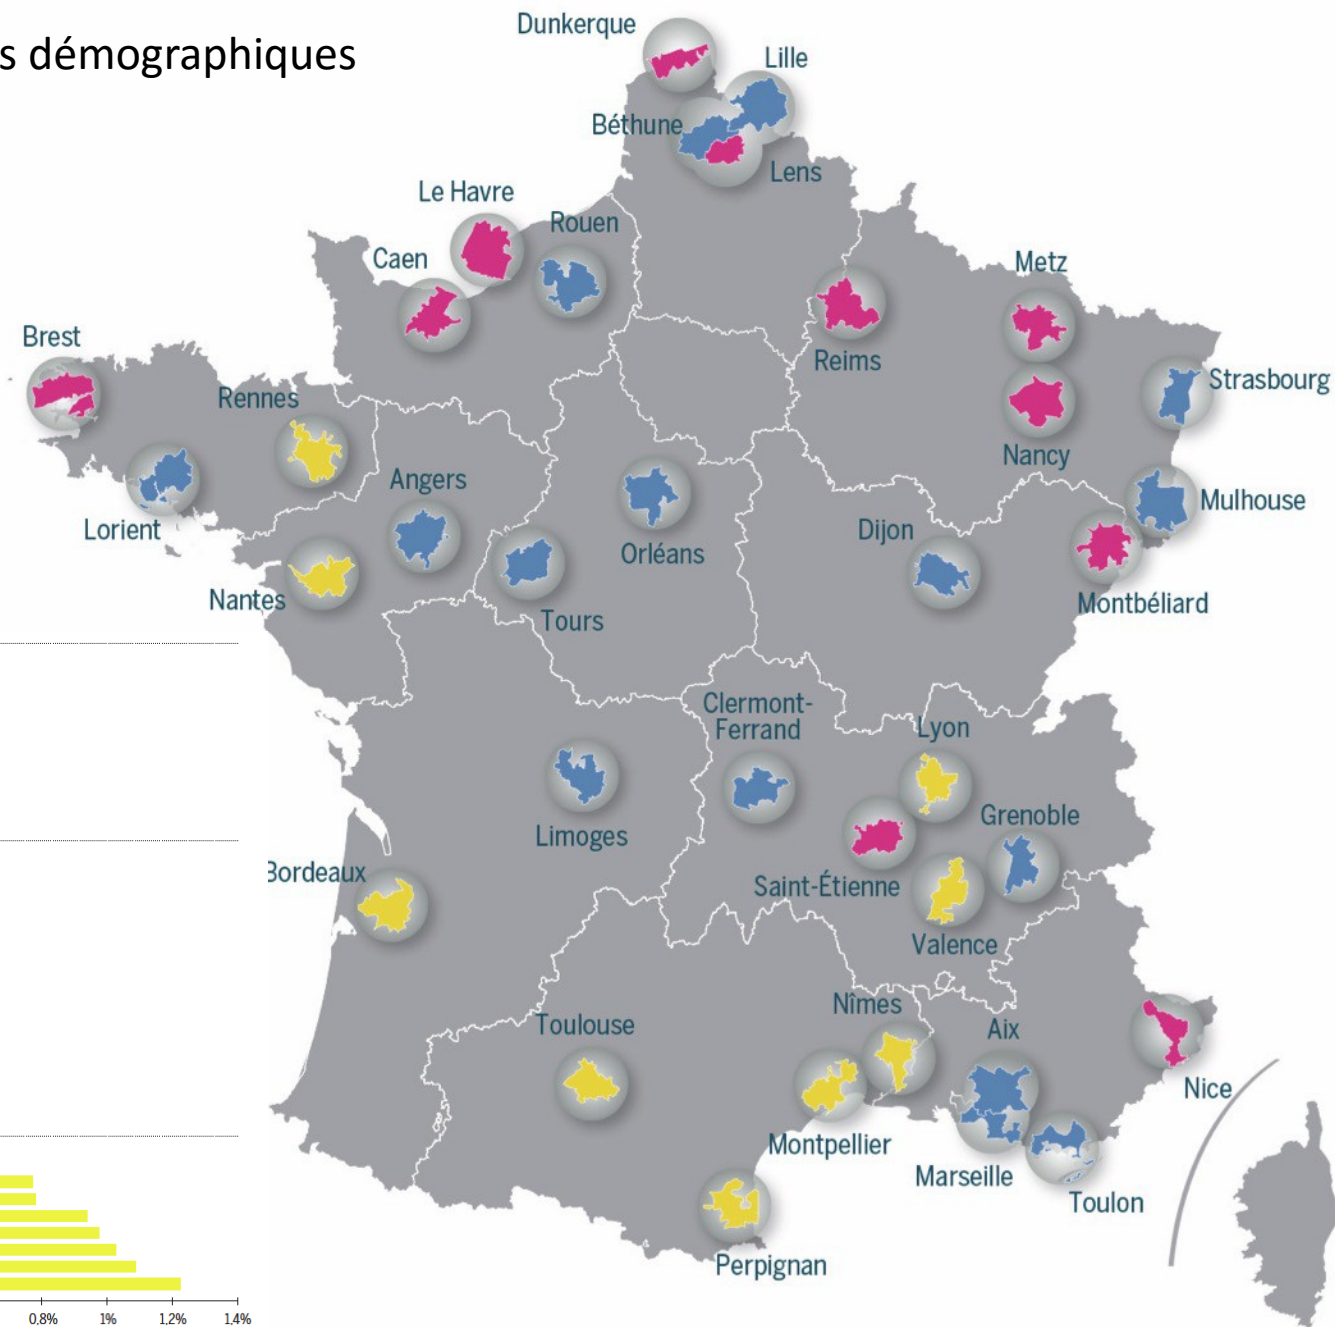 s démographiques
Dunkerque
Lille
Béthune
Lens
Le Havre
Rouen
Caen
Metz
Brest
Reims
Strasbourg
Rennes
Nancy
Angers
Mulhouse
Lorient
Dijon
Orléans
Nantes
Montbéliard
Tours
Clermont-
Ferrand
Lyon
Grenoble
Limoges
Bordeaux
Saint-Étienne
Valence
Nîmes
Toulouse
Aix
Nice
Montpellier
Marseille
Toulon
Perpignan
0.8% 1% 1,2% 1.4%